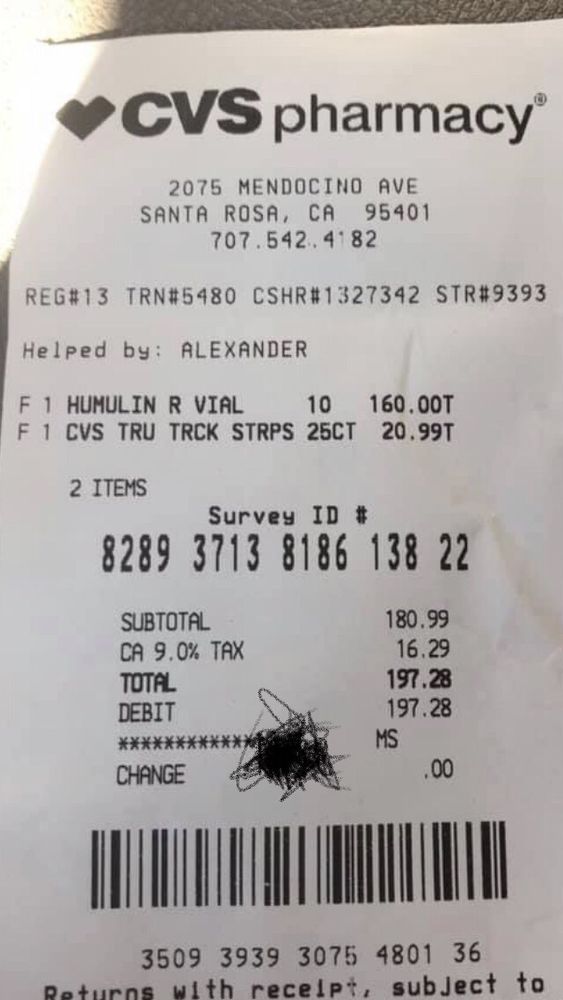 CVS pharmacy®
2075 MENDOCINO AVE
SANTA ROSA, CA 95401
707.542.4182
REG#13 TRN#5480 CSHR#1327342 STR#9393
Helped by: ALEXANDER
F 1 HUMULIN R VIAL 10 160.00T
F 1 CVS TRU TRCK STRPS 25CT 20.99T
2 ITEMS
Survey ID #
8289 3713 8186 138 22
SUBTOTAL 180.99
CA 9.0% TAX 16.29
TOTAL 197.28
DEBIT 197.28
************ MS
CHANGE .00
3509 3939 3075 4801 36
Returns with receipt, subject to